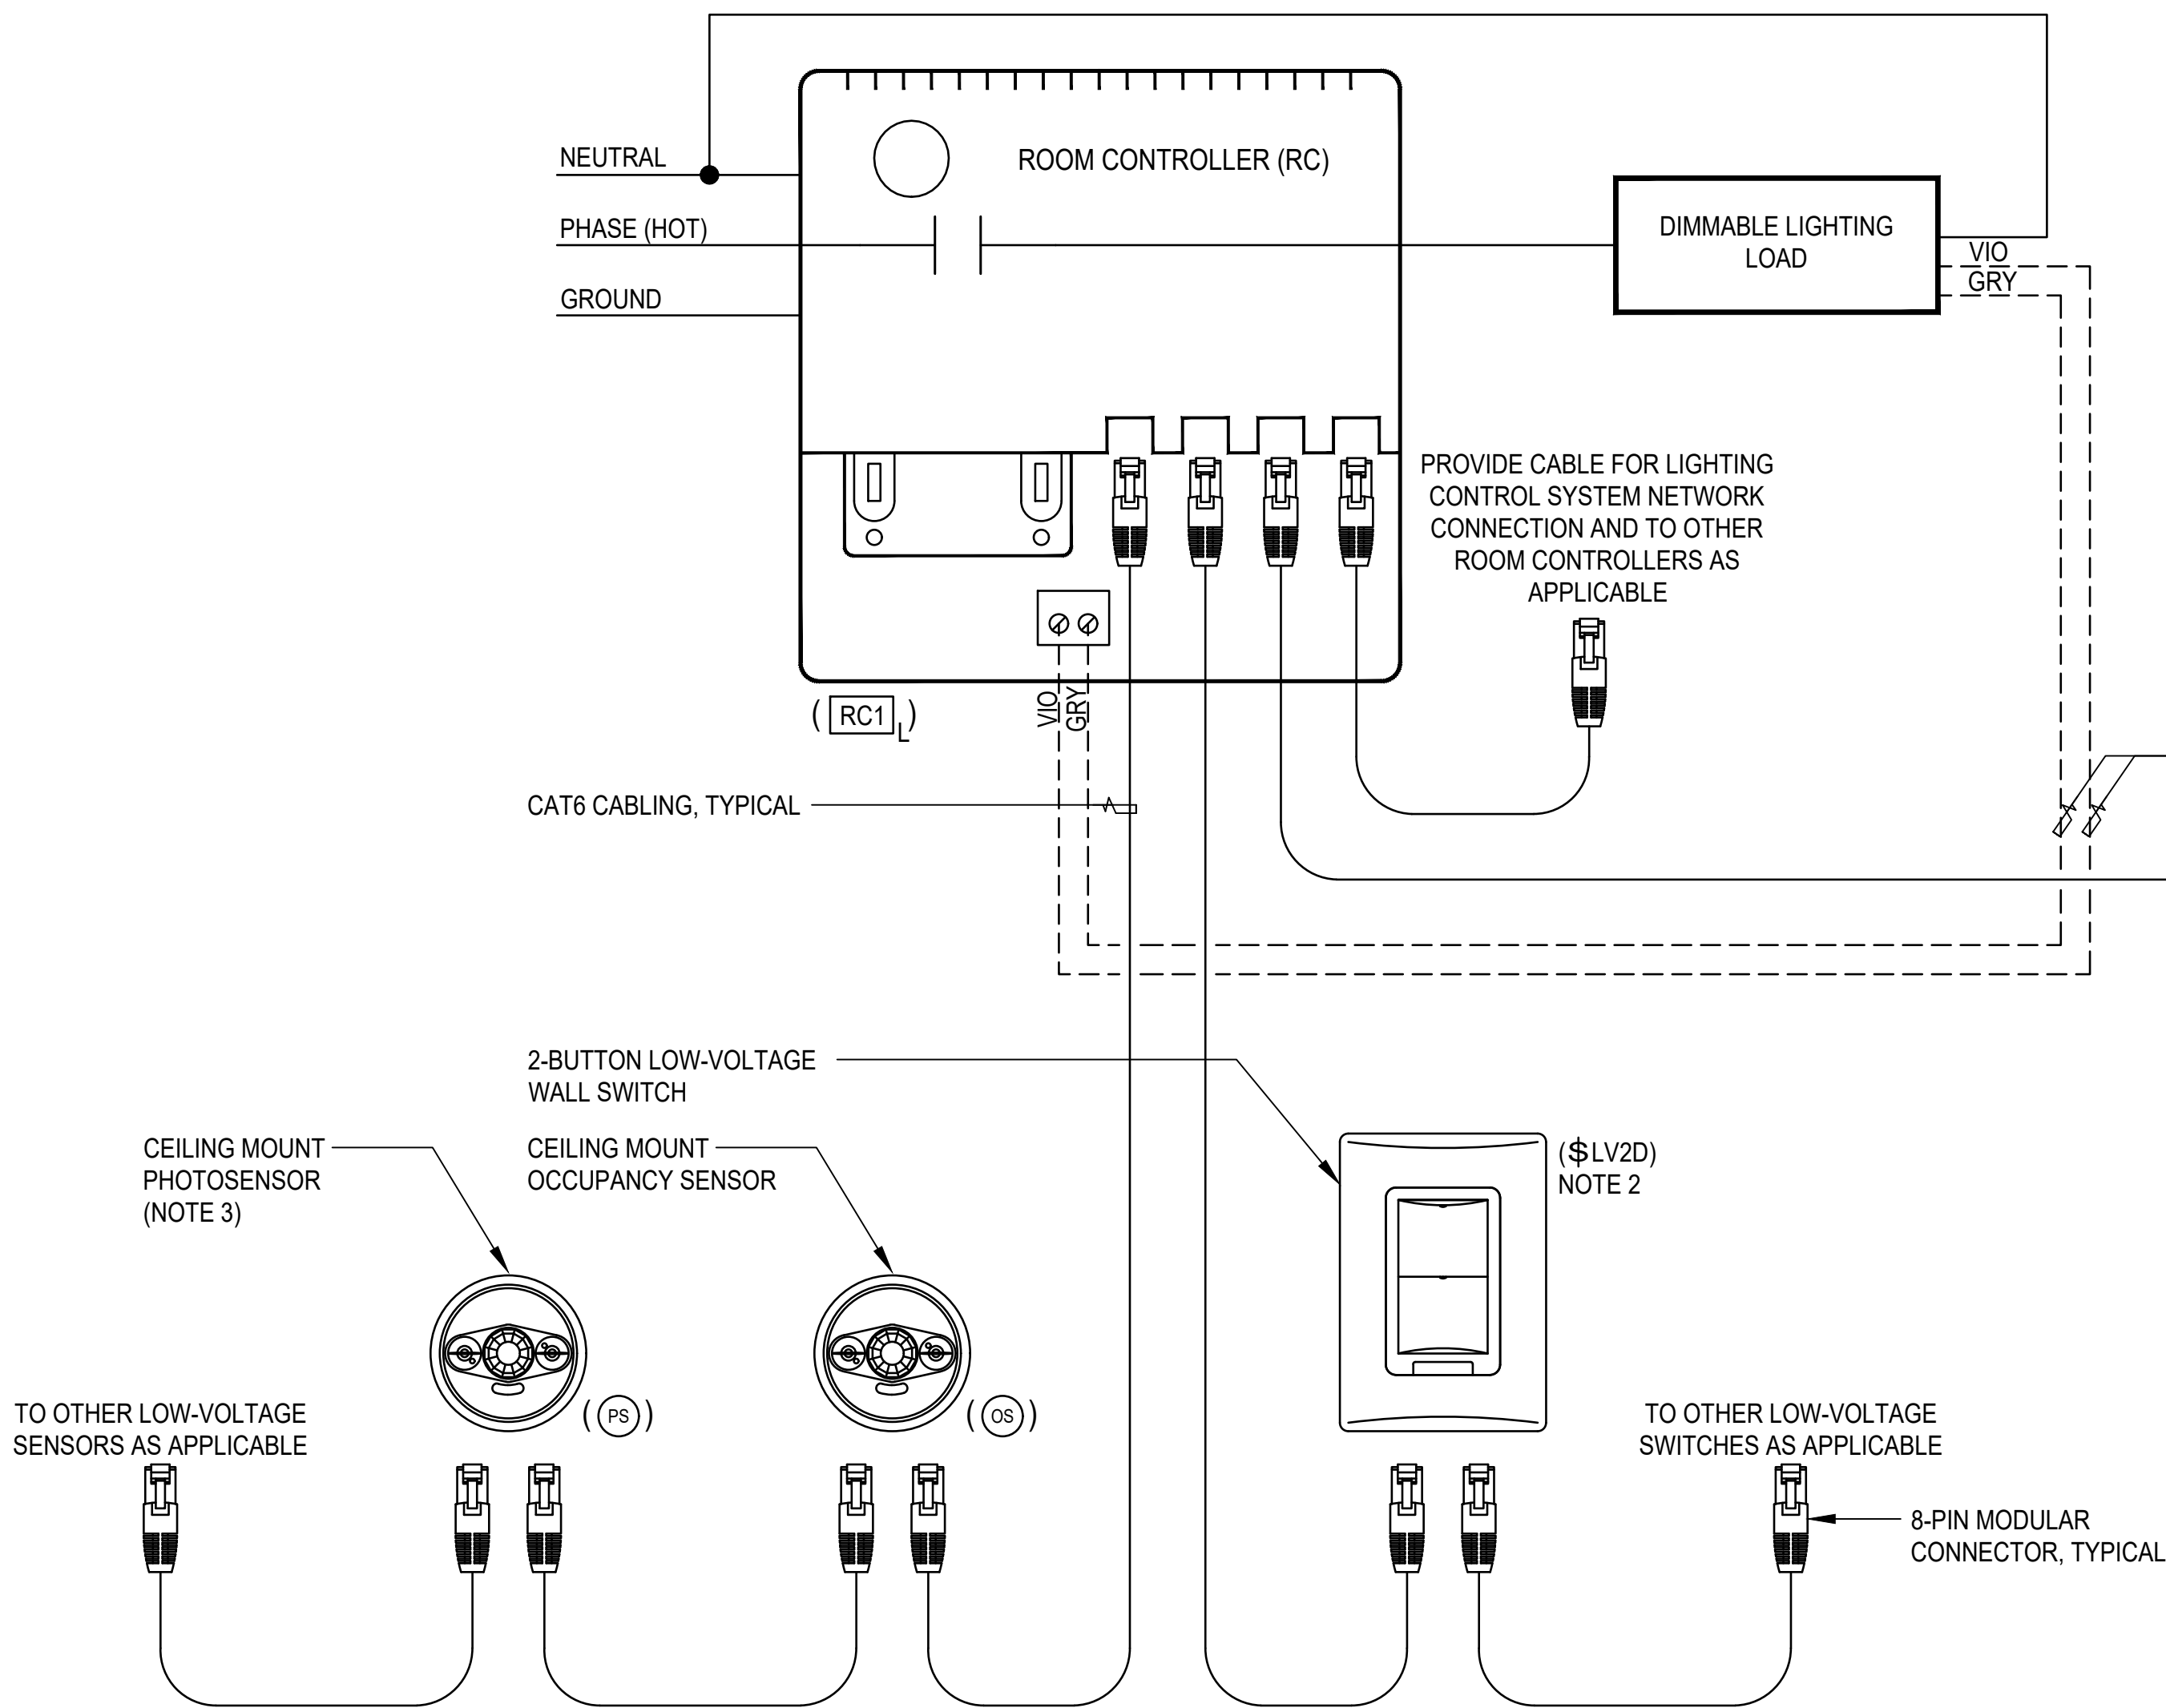 NEUTRAL
ROOM CONTROLLER (RC)
PHASE (HOT)
GROUND
DIMMABLE LIGHTING
LOAD
VIO
GRY
PROVIDE CABLE FOR LIGHTING
CONTROL SYSTEM NETWORK
CONNECTION AND TO OTHER
ROOM CONTROLLERS AS
APPLICABLE
(RC1 L)
VIO
GRY
CAT6 CABLING, TYPICAL
2-BUTTON LOW-VOLTAGE
WALL SWITCH
CEILING MOUNT
PHOTOSENSOR
(NOTE 3)
CEILING MOUNT
OCCUPANCY SENSOR
($LV2D)
NOTE 2
(PS)
(OS)
TO OTHER LOW-VOLTAGE
SENSORS AS APPLICABLE
TO OTHER LOW-VOLTAGE
SWITCHES AS APPLICABLE
8-PIN MODULAR
CONNECTOR, TYPICAL